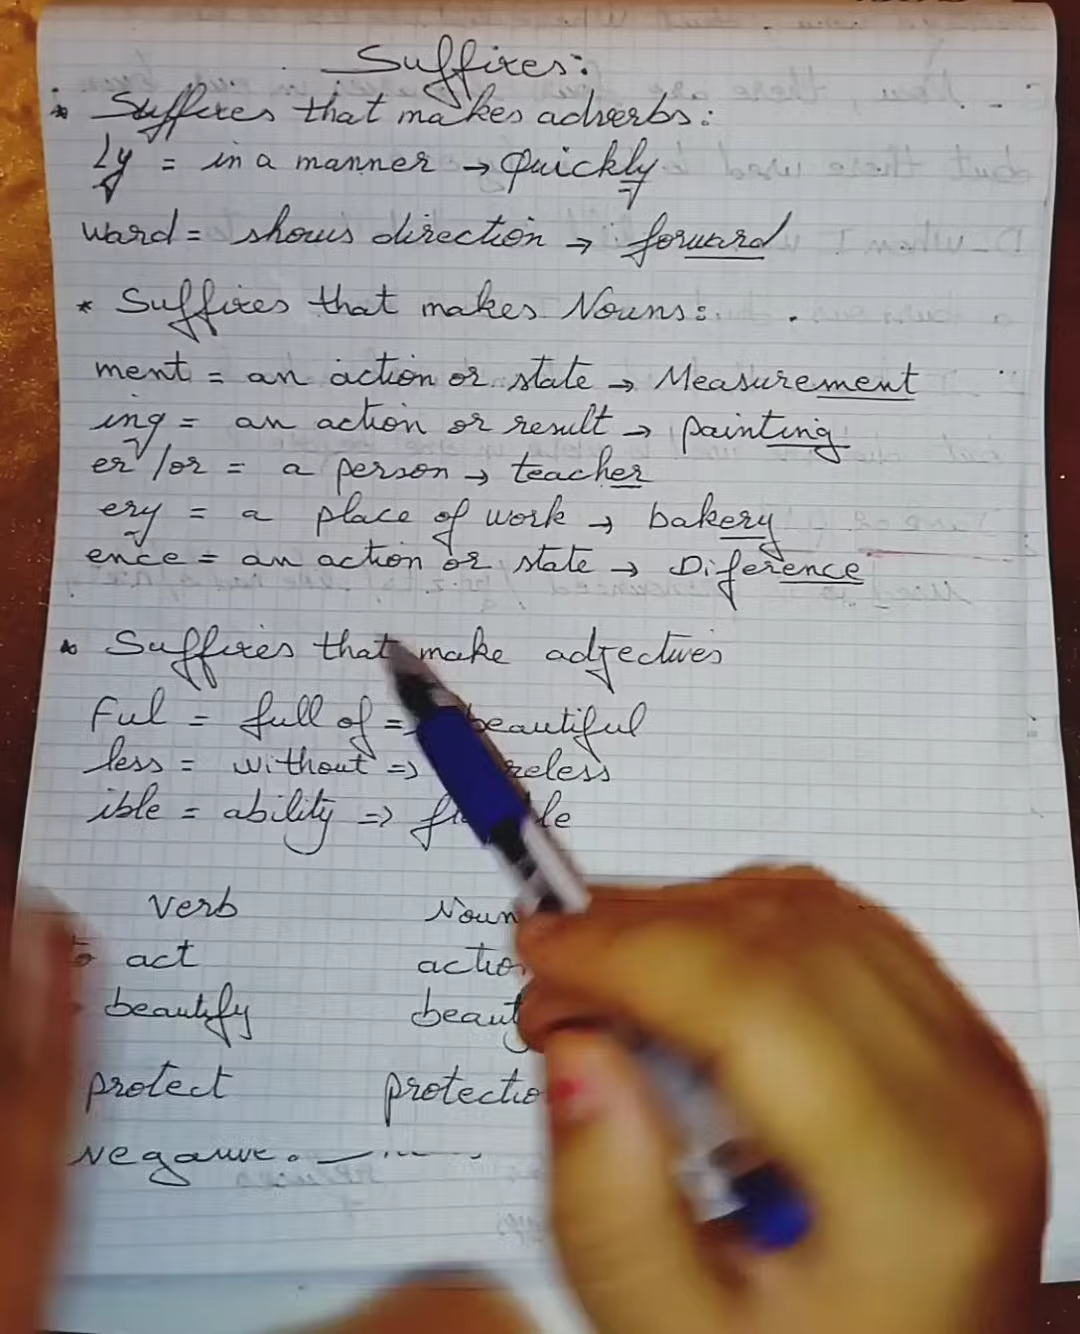 Suffixes:
* Suffixes that makes adverbs:
Ly = in a manner → Quickly
ward = shows direction → forward
* Suffixes that makes Nouns:
ment = an action or state → Measurement
ing = an action or result → painting
er/or = a person → teacher
ery = a place of work → bakery
ence = an action or state → Diference
* Suffixes that make adjectives
Ful = full of => beautiful
less = without =>
ible = ability =>
Verb Noun
act
beautify
protect